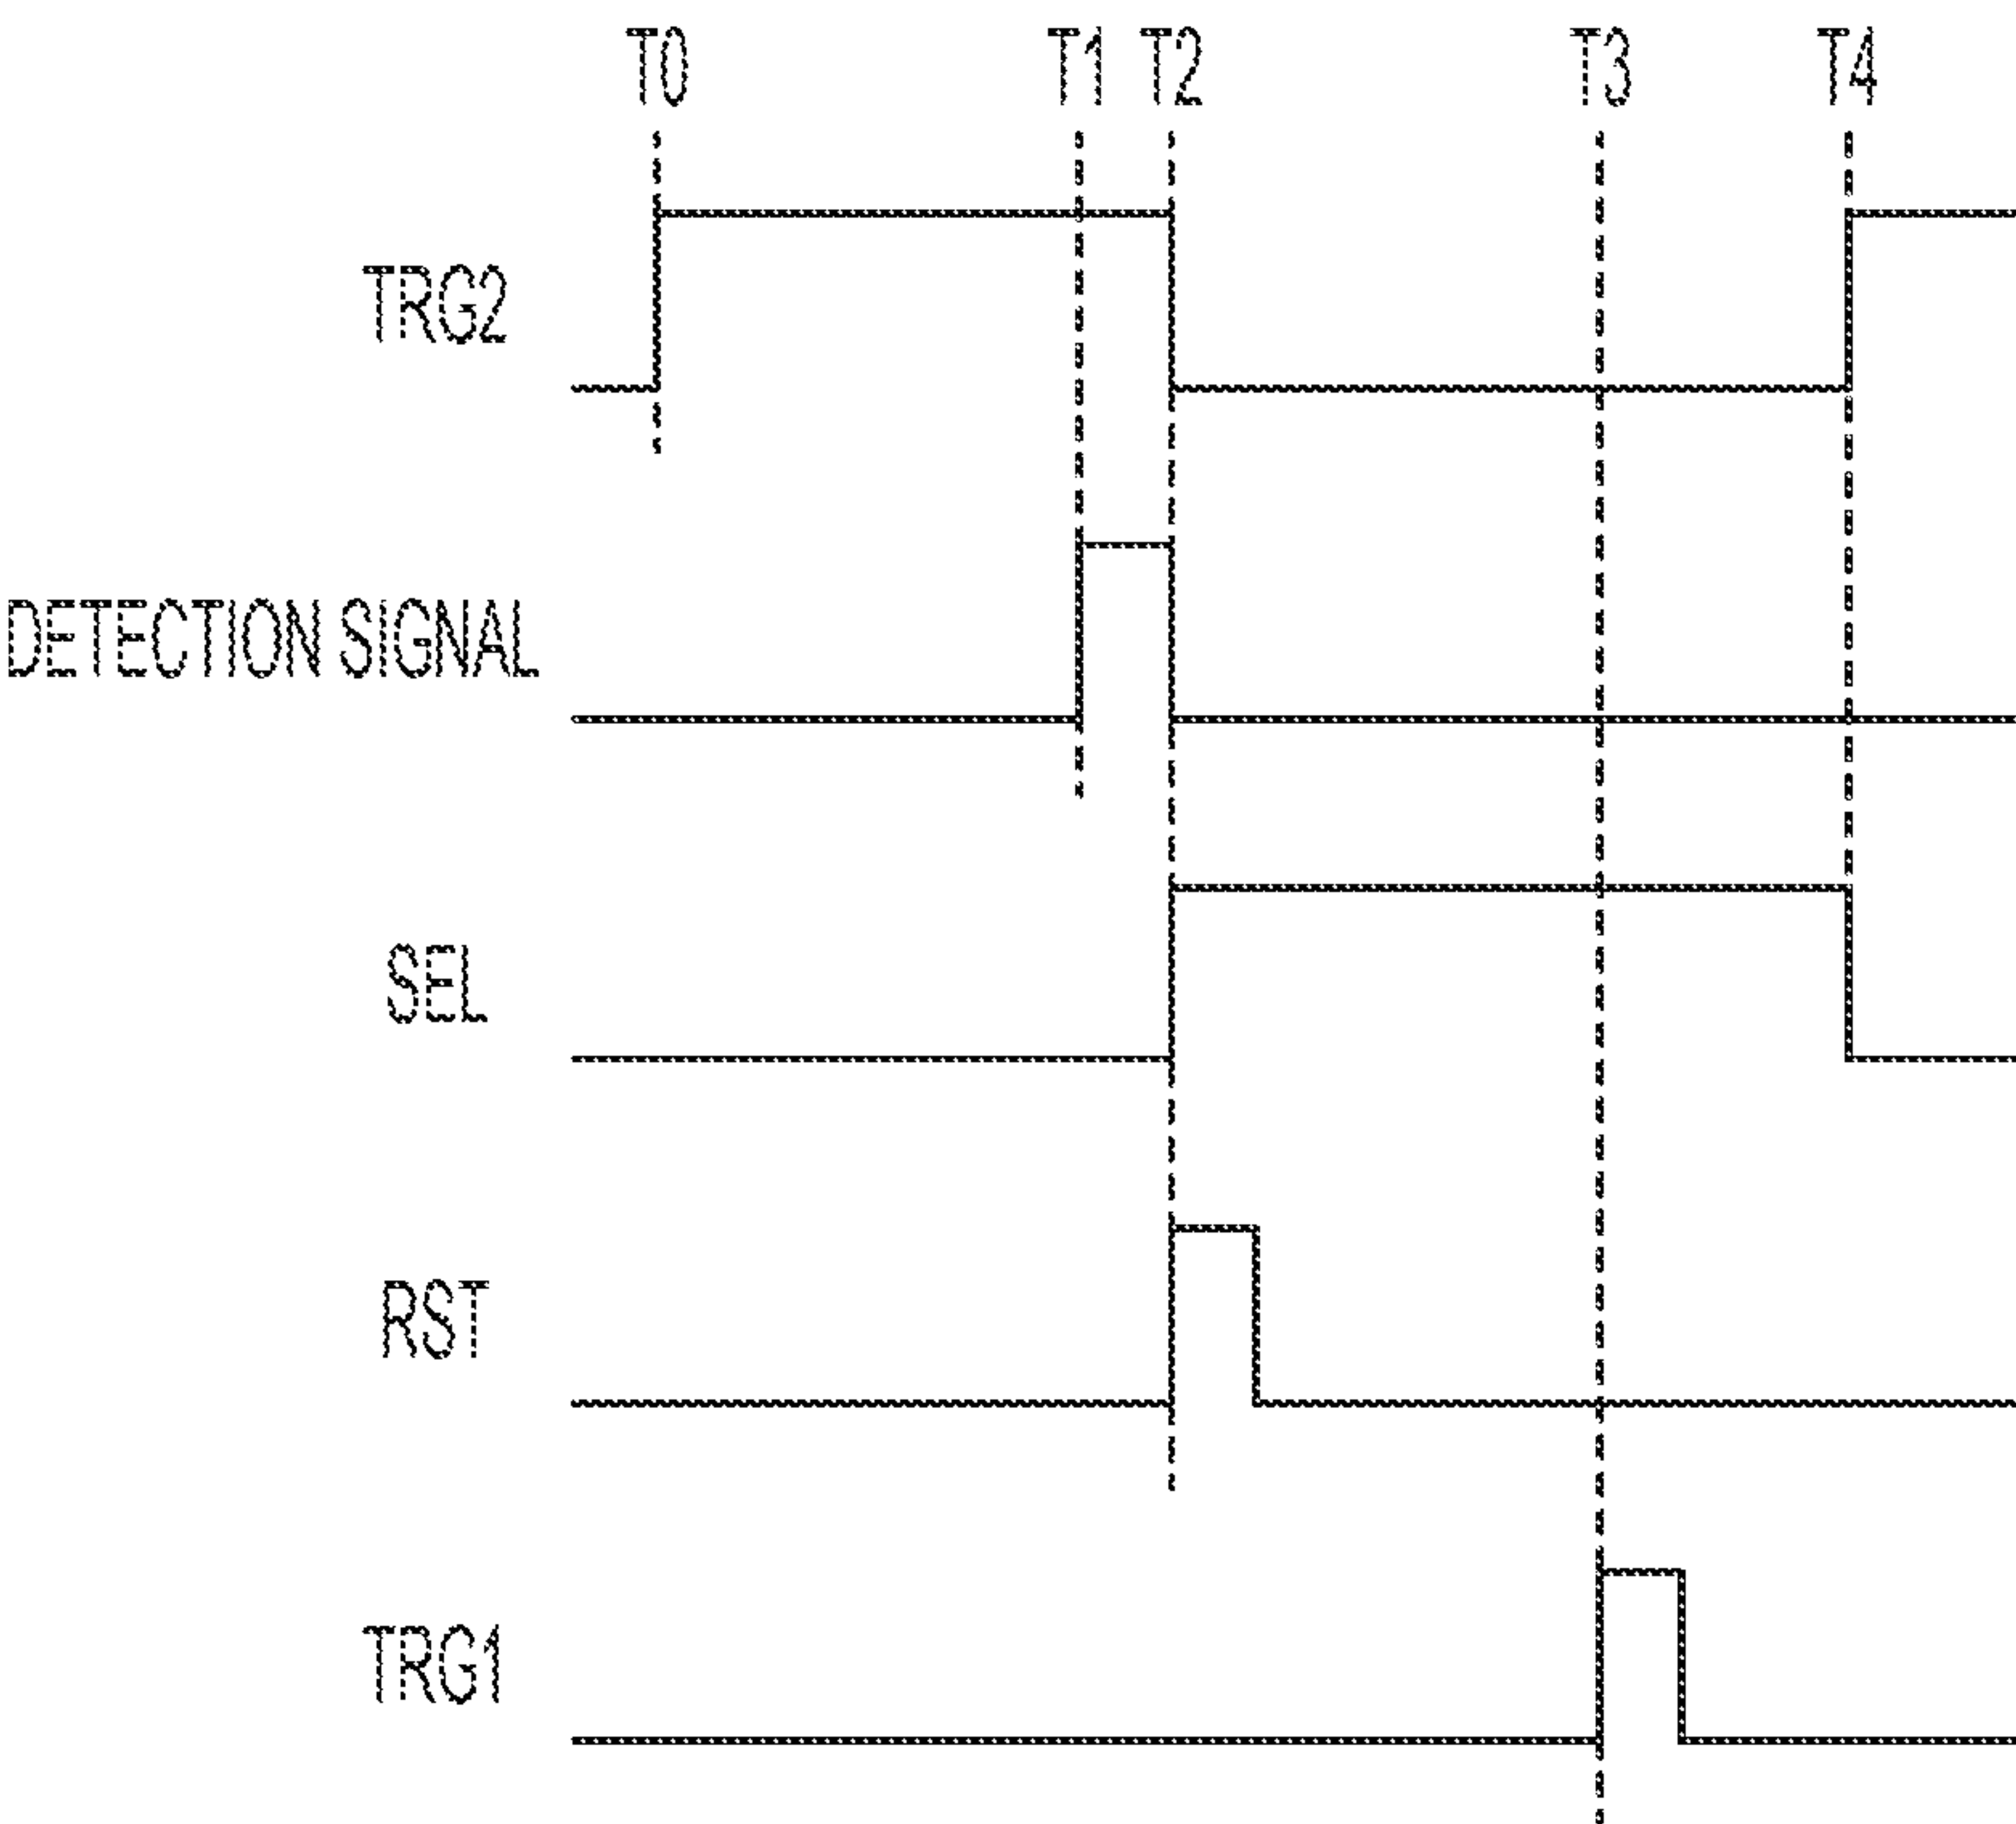 T0 T1 T2 T3 T4
TRG2
DETECTION SIGNAL
SEL
RST
TRG1